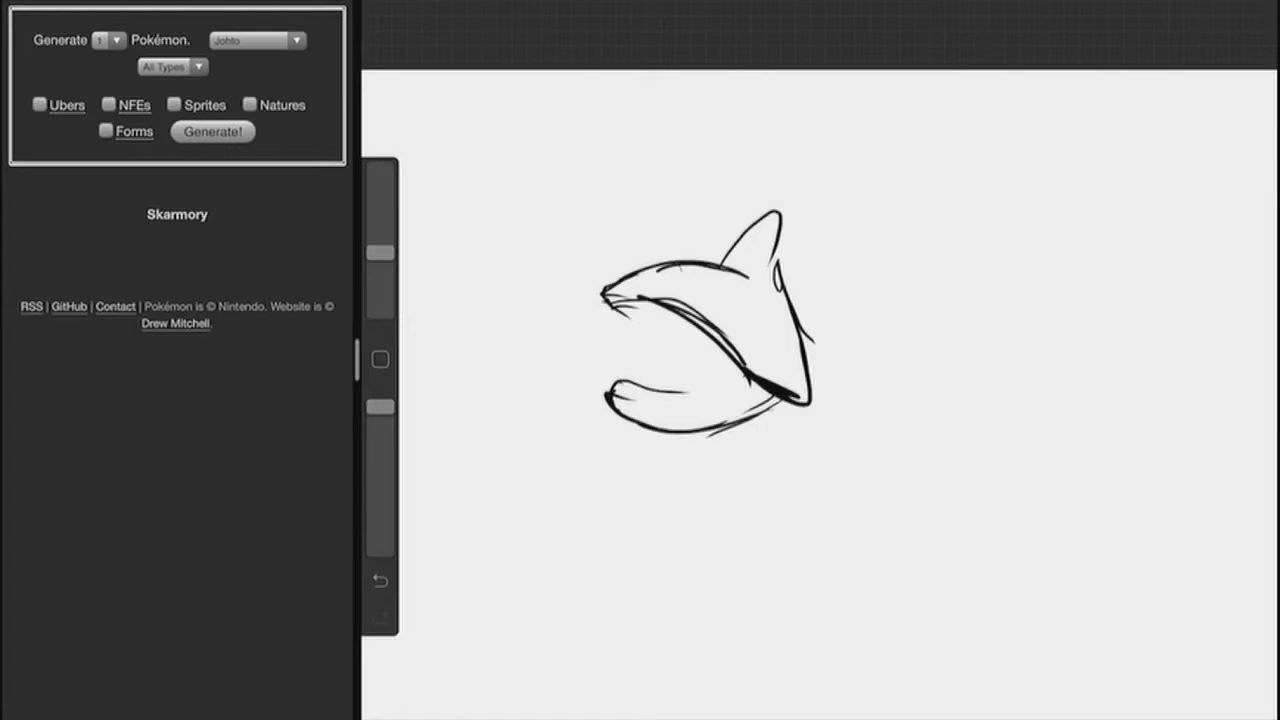 Generate 1 Pokémon. Johto
All Types
Ubers NFEs Sprites Natures
Forms Generate!
Skarmory
RSS | GitHub | Contact | Pokémon is © Nintendo. Website is ©
Drew Mitchell.